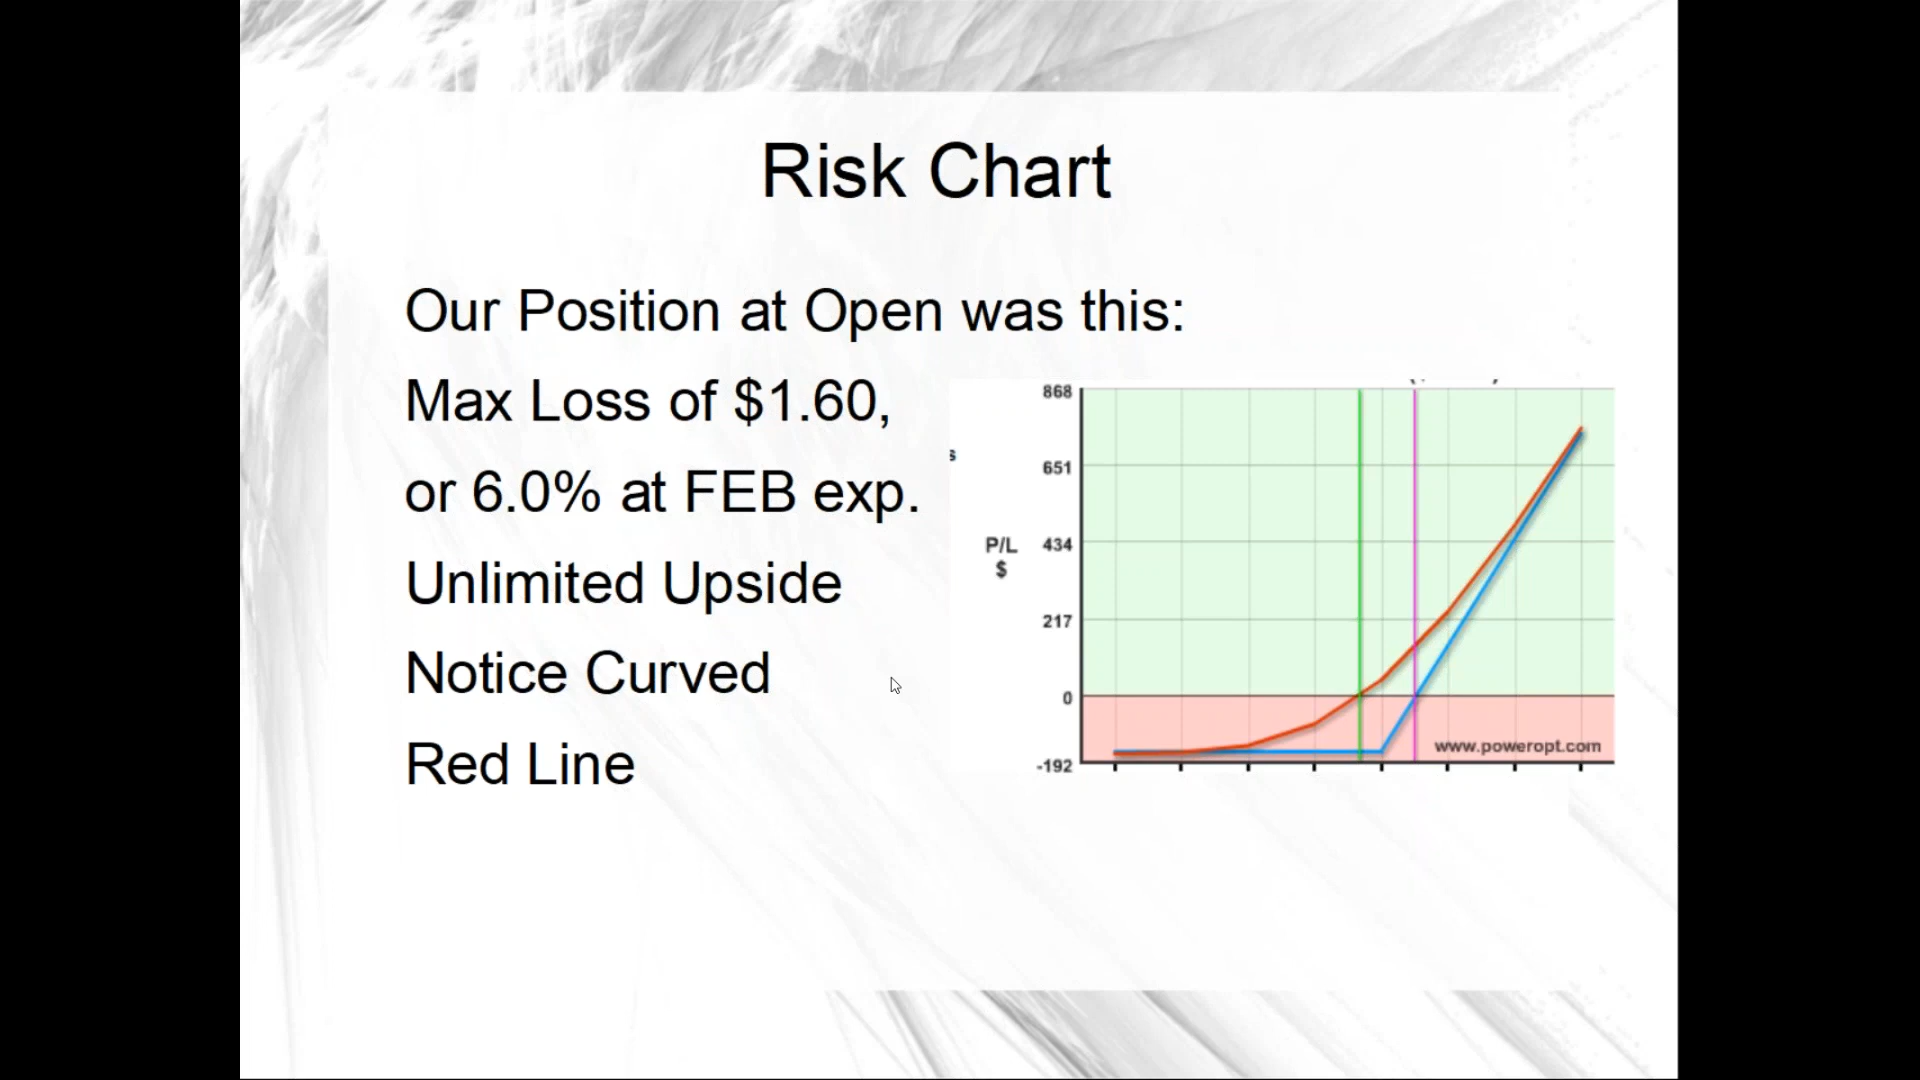 Risk Chart
Our Position at Open was this:
Max Loss of $1.60,
or 6.0% at FEB exp.
Unlimited Upside
Notice Curved
Red Line
s
P/L
$
868
651
434
217
0
-192
www.poweropt.com